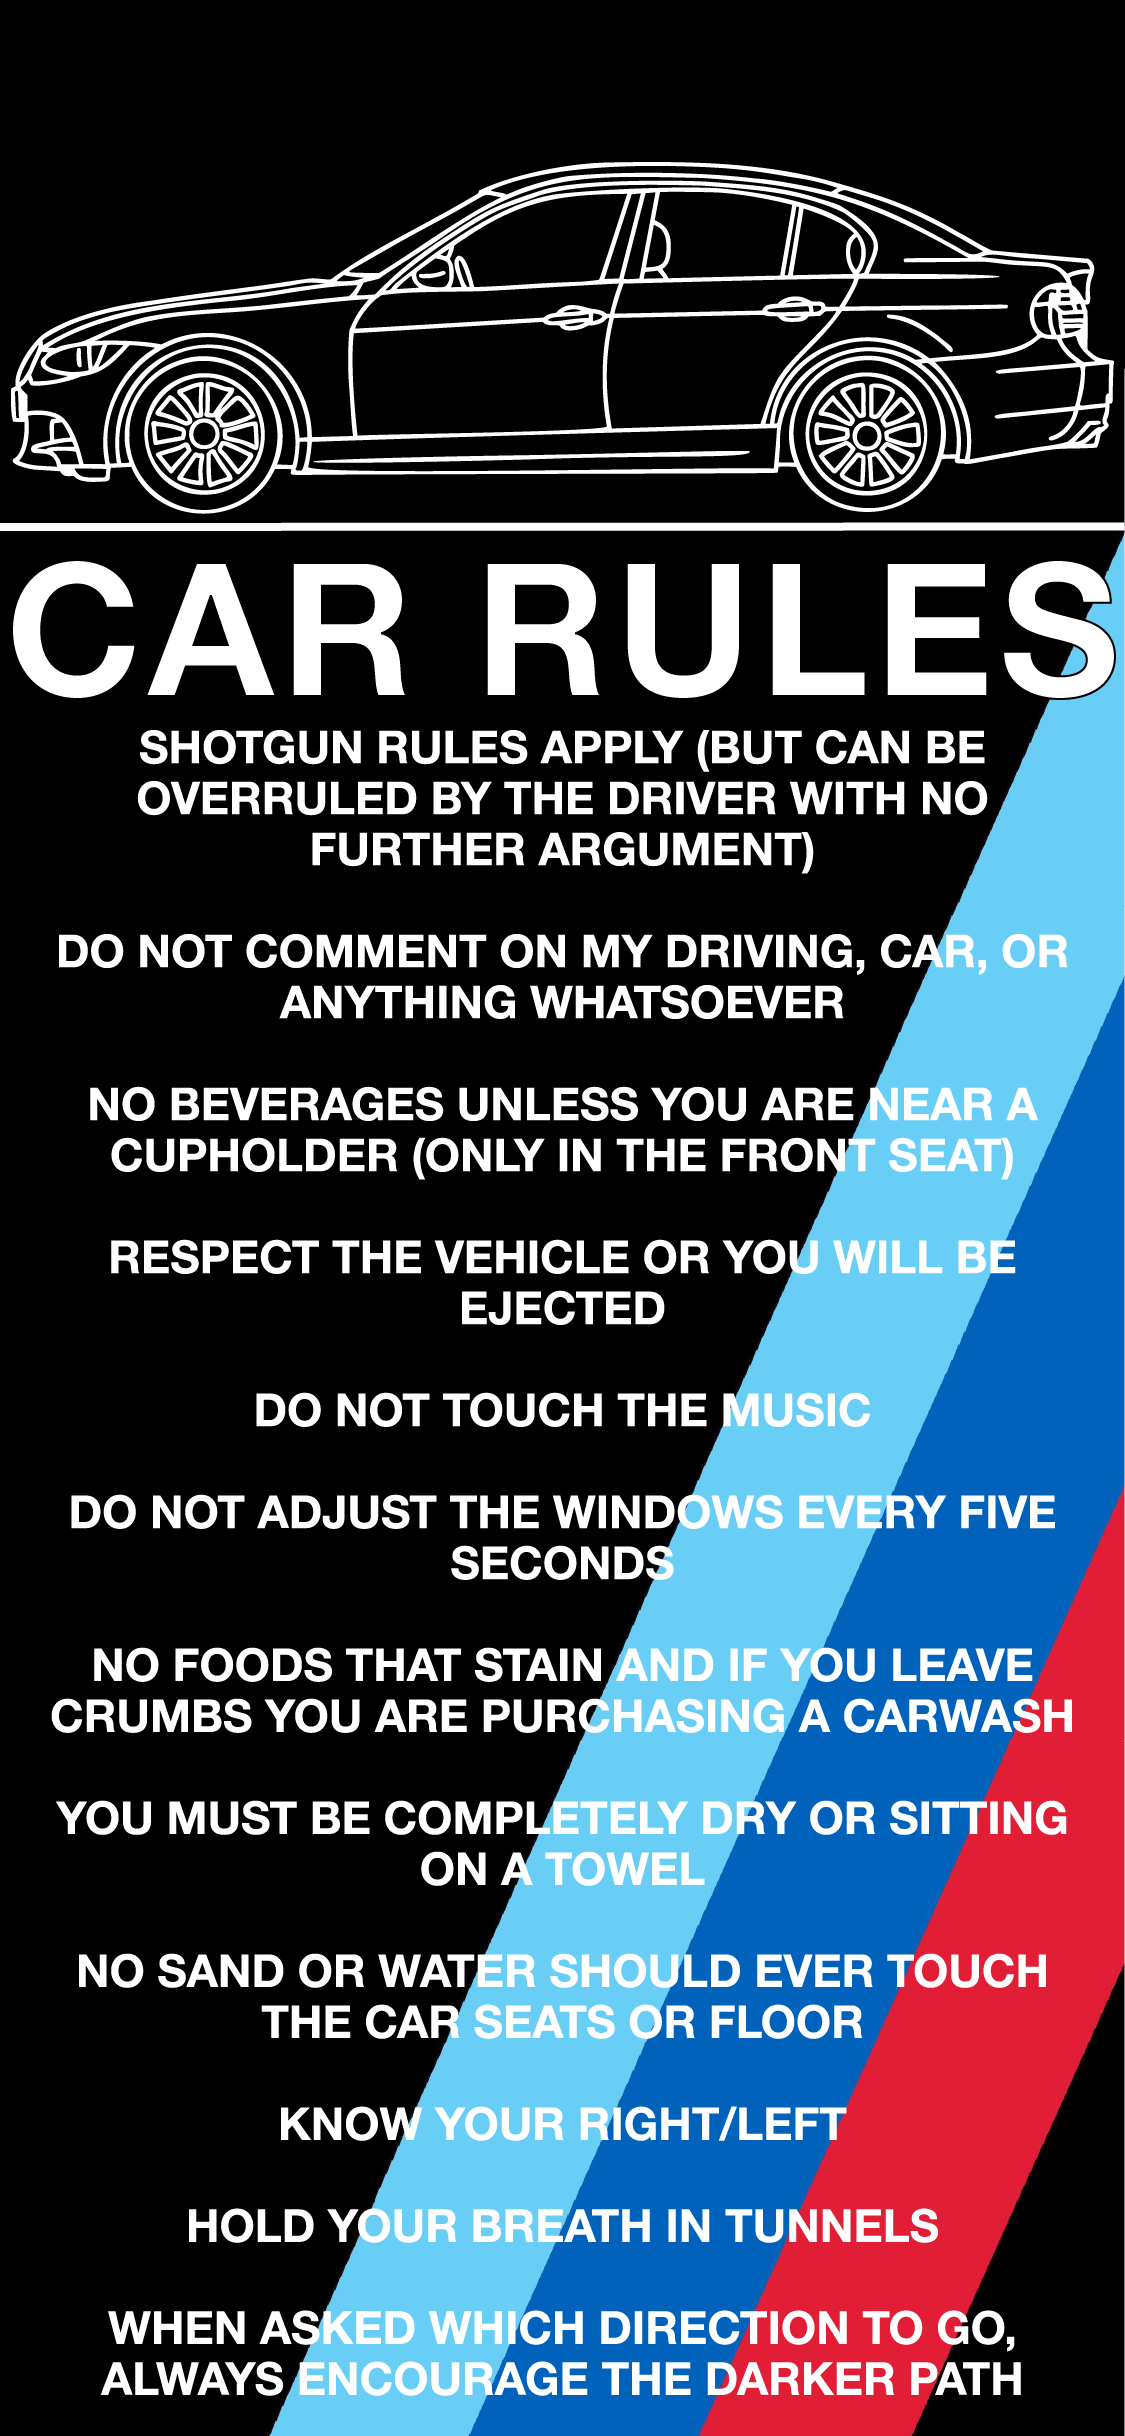 CAR RULES
SHOTGUN RULES APPLY (BUT CAN BE
OVERRULED BY THE DRIVER WITH NO
FURTHER ARGUMENT)
DO NOT COMMENT ON MY DRIVING, CAR, OR
ANYTHING WHATSOEVER
NO BEVERAGES UNLESS YOU ARE NEAR A
CUPHOLDER (ONLY IN THE FRONT SEAT)
RESPECT THE VEHICLE OR YOU WILL BE
EJECTED
DO NOT TOUCH THE MUSIC
DO NOT ADJUST THE WINDOWS EVERY FIVE
SECONDS
NO FOODS THAT STAIN AND IF YOU LEAVE
CRUMBS YOU ARE PURCHASING A CARWASH
YOU MUST BE COMPLETELY DRY OR SITTING
ON A TOWEL
NO SAND OR WATER SHOULD EVER TOUCH
THE CAR SEATS OR FLOOR
KNOW YOUR RIGHT/LEFT
HOLD YOUR BREATH IN TUNNELS
WHEN ASKED WHICH DIRECTION TO GO,
ALWAYS ENCOURAGE THE DARKER PATH